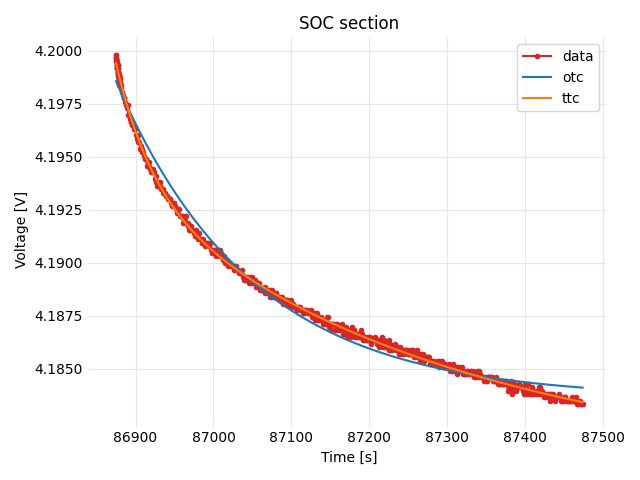 SOC section
data
otc
ttc
4.2000
4.1975
4.1950
4.1925
4.1900
4.1875
4.1850
Voltage [V]
86900 87000 87100 87200 87300 87400 87500
Time [s]